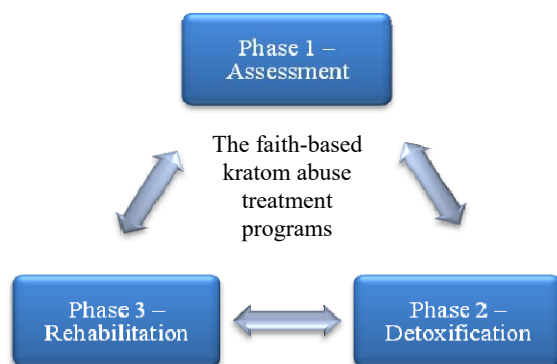 Phase 1 –
Assessment
The faith-based
kratom abuse
treatment
programs
Phase 3 –
Rehabilitation
Phase 2 –
Detoxification